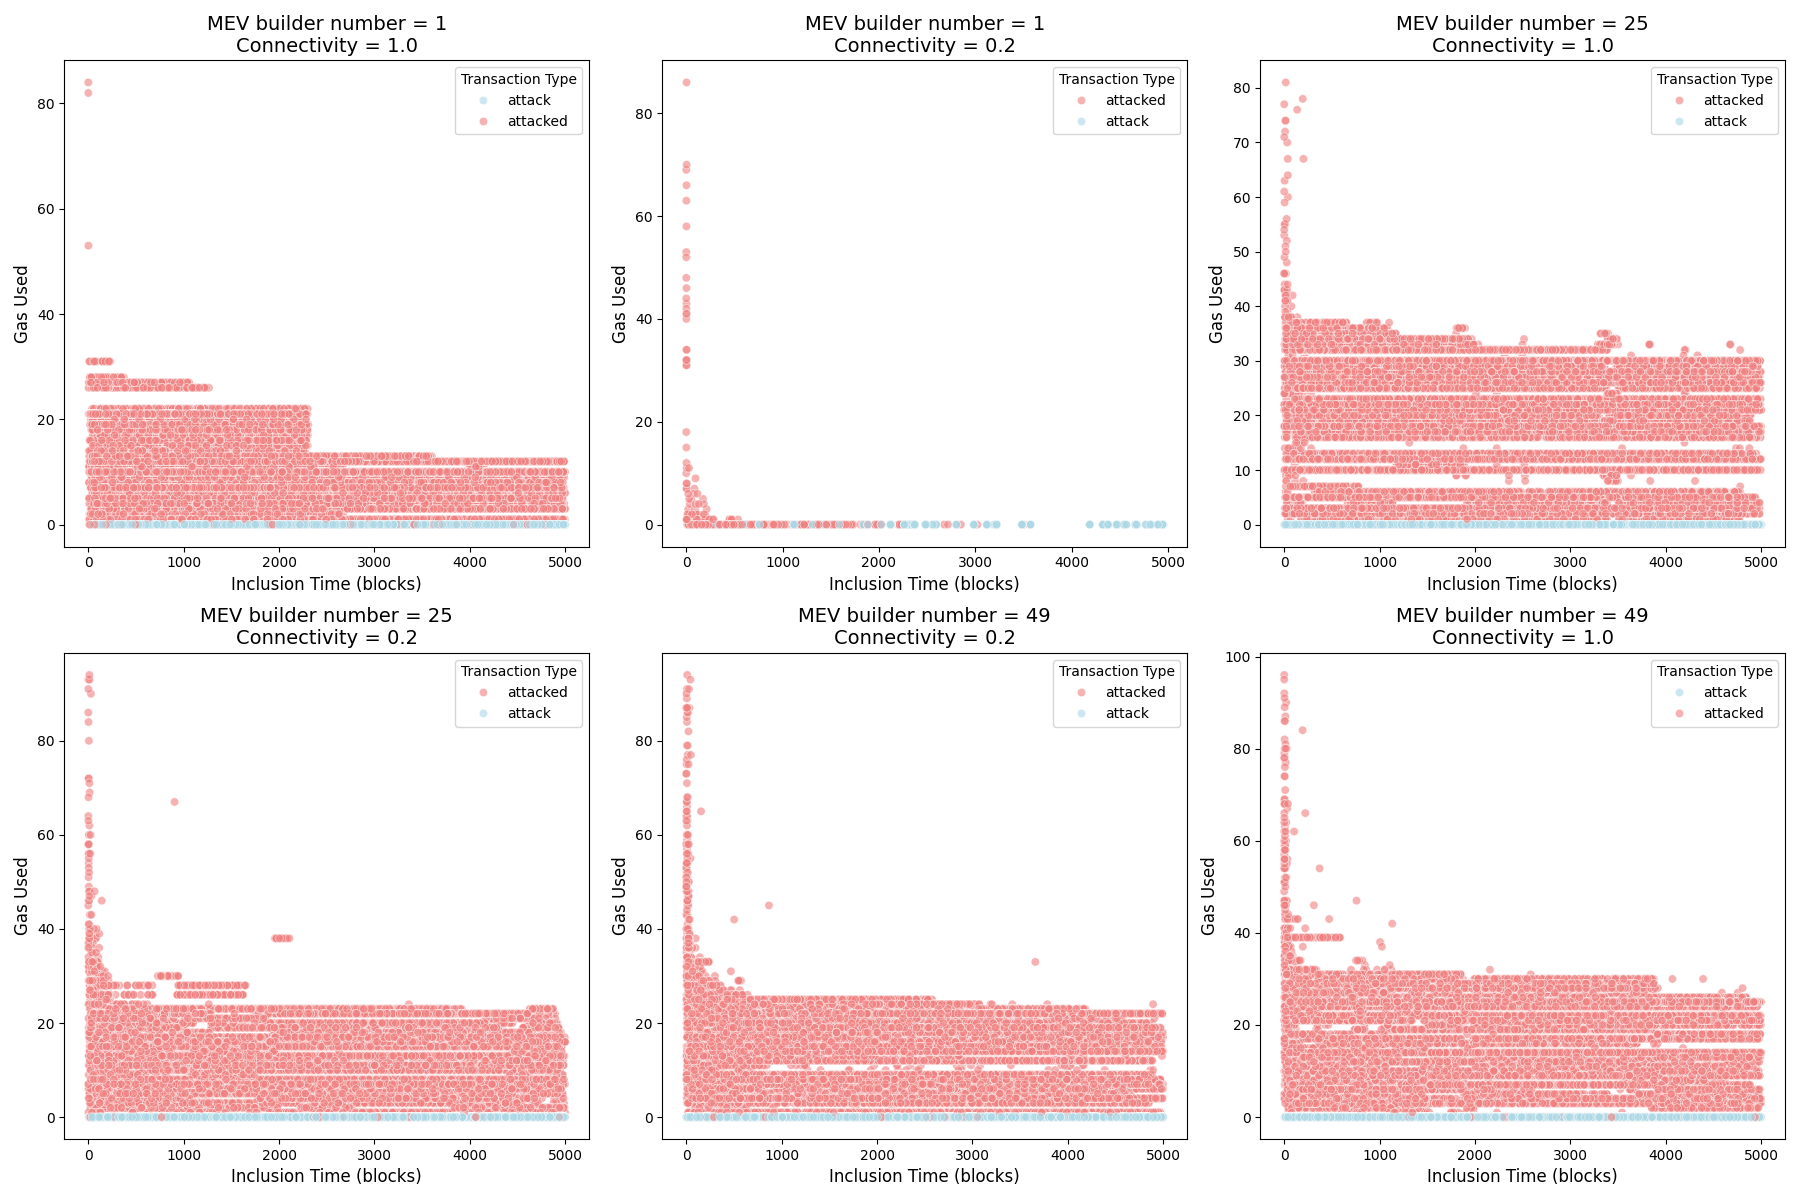 MEV builder number = 1
Connectivity = 1.0
Transaction Type
attack
attacked
80
60
40
20
0
Gas Used
0 1000 2000 3000 4000 5000
Inclusion Time (blocks)
MEV builder number = 1
Connectivity = 0.2
Transaction Type
attacked
attack
80
60
40
20
0
Gas Used
0 1000 2000 3000 4000 5000
Inclusion Time (blocks)
MEV builder number = 25
Connectivity = 1.0
Transaction Type
attacked
attack
80
70
60
50
40
30
20
10
0
Gas Used
0 1000 2000 3000 4000 5000
Inclusion Time (blocks)
MEV builder number = 25
Connectivity = 0.2
Transaction Type
attacked
attack
80
60
40
20
0
Gas Used
0 1000 2000 3000 4000 5000
Inclusion Time (blocks)
MEV builder number = 49
Connectivity = 0.2
Transaction Type
attacked
attack
80
60
40
20
0
Gas Used
0 1000 2000 3000 4000 5000
Inclusion Time (blocks)
MEV builder number = 49
Connectivity = 1.0
Transaction Type
attack
attacked
100
80
60
40
20
0
Gas Used
0 1000 2000 3000 4000 5000
Inclusion Time (blocks)